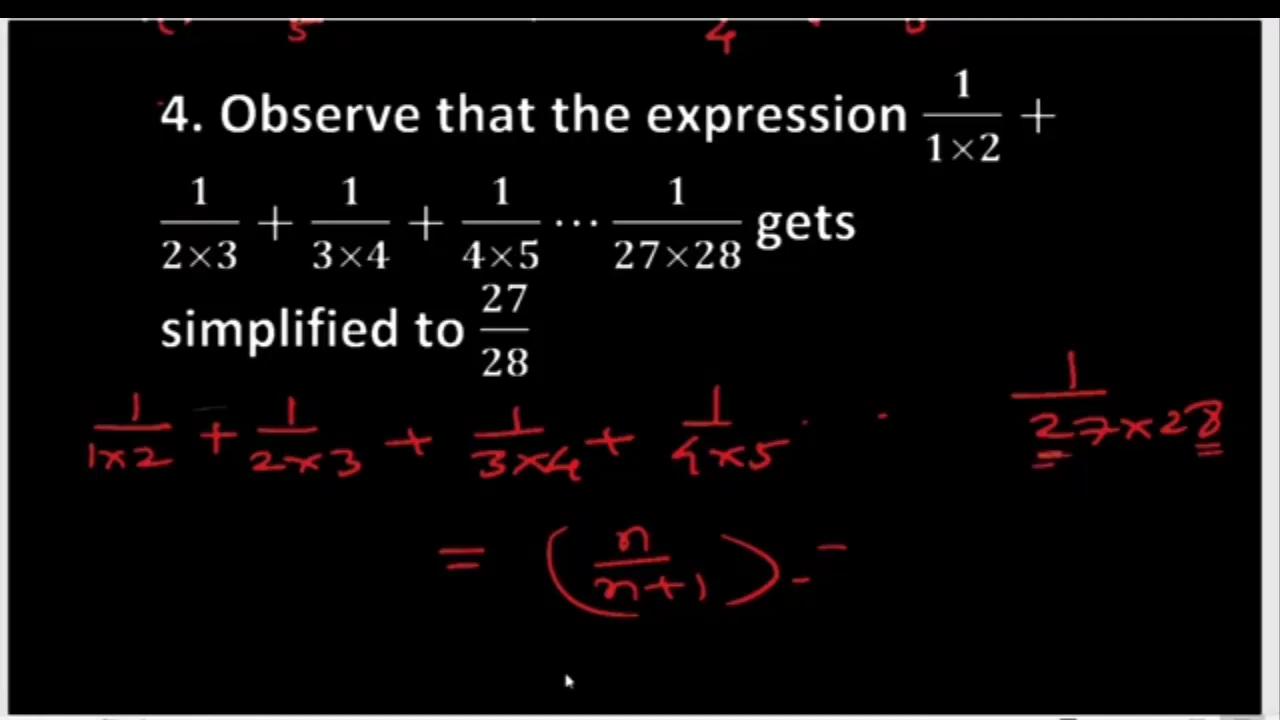 5 4
4. Observe that the expression 1/(1×2) +
1/(2×3) + 1/(3×4) + 1/(4×5) ⋯ 1/(27×28) gets
simplified to 27/28
1/(1×2) + 1/(2×3) + 1/(3×4) + 1/(4×5) . . 1/(27×28)
= (n/(n+1)) =